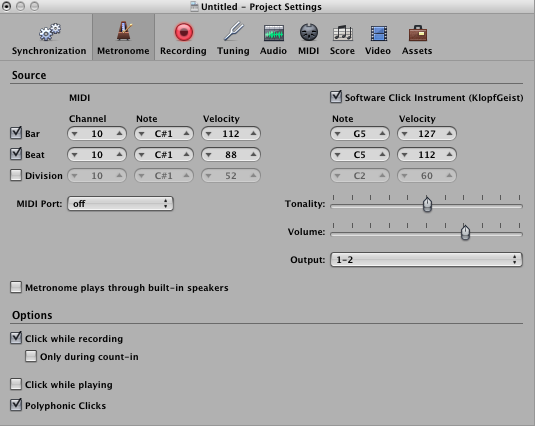 Untitled – Project Settings
Synchronization Metronome Recording Tuning Audio MIDI Score Video Assets
Source
MIDI Software Click Instrument (KlopfGeist)
Channel Note Velocity Note Velocity
Bar 10 C#1 112 G5 127
Beat 10 C#1 88 C5 112
Division 10 C#1 52 C2 60
MIDI Port: off Tonality:
Volume:
Output: 1–2
Metronome plays through built-in speakers
Options
Click while recording
Only during count-in
Click while playing
Polyphonic Clicks